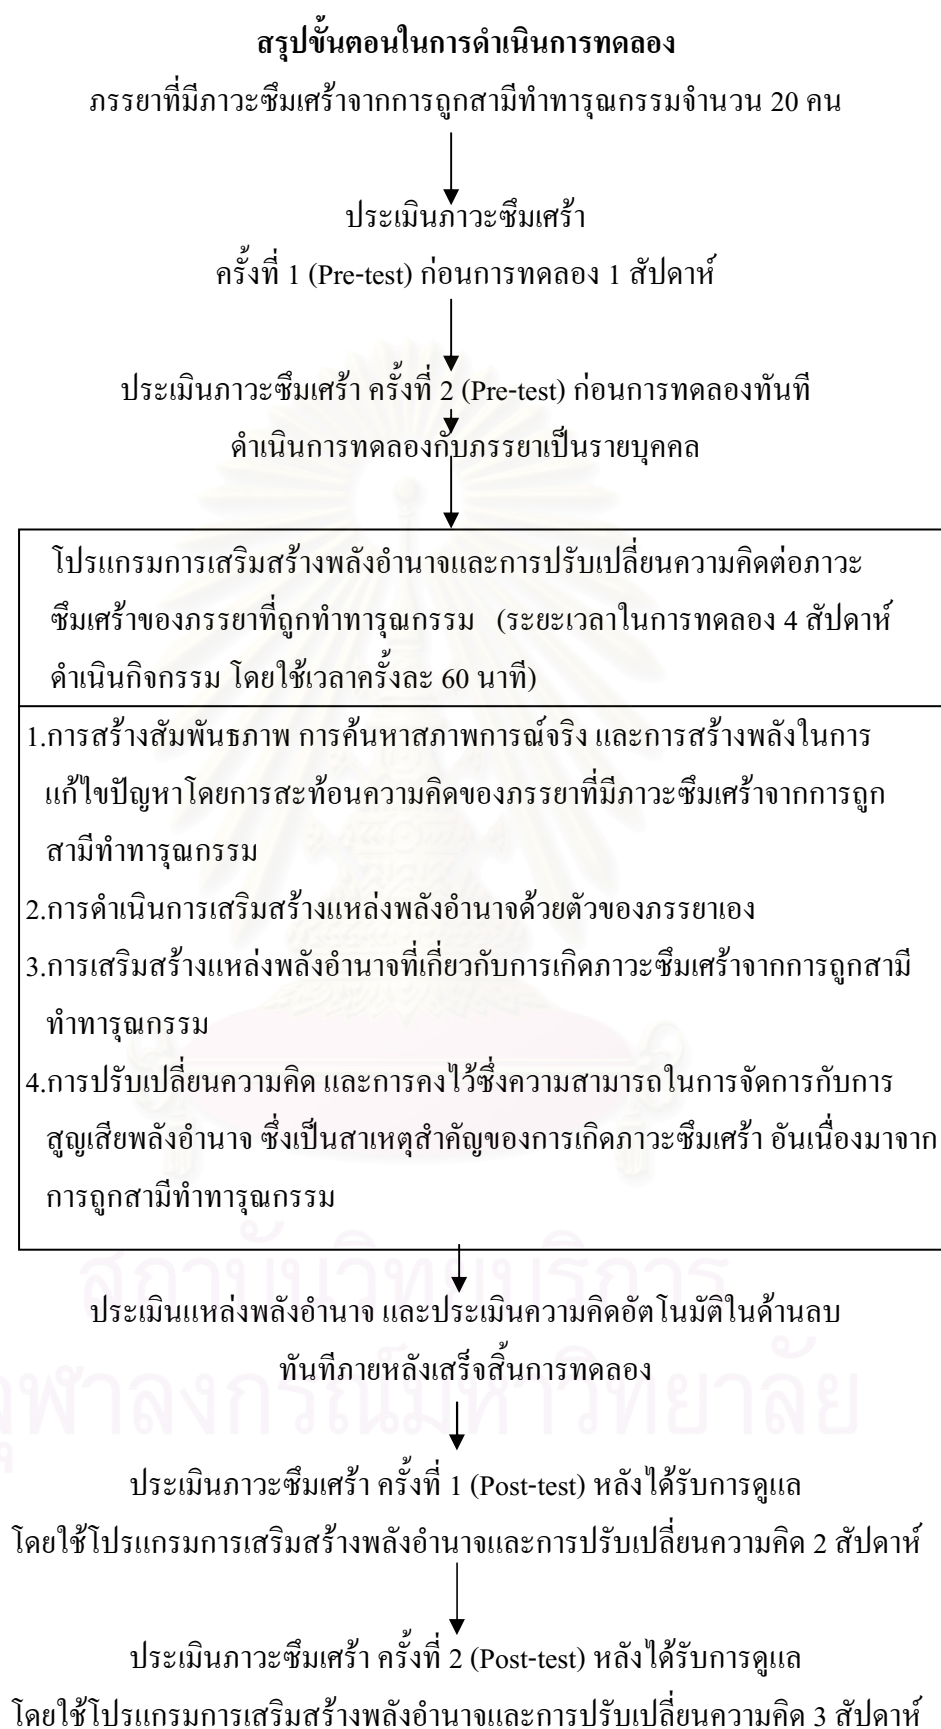 สรุปขั้นตอนในการดำเนินการทดลอง
ภรรยาที่มีภาวะซึมเศร้าจากการถูกสามีทำทารุณกรรมจำนวน 20 คน
ประเมินภาวะซึมเศร้า
ครั้งที่ 1 (Pre-test) ก่อนการทดลอง 1 สัปดาห์
ประเมินภาวะซึมเศร้า ครั้งที่ 2 (Pre-test) ก่อนการทดลองทันที
ดำเนินการทดลองกับภรรยาเป็นรายบุคคล
โปรแกรมการเสริมสร้างพลังอำนาจและการปรับเปลี่ยนความคิดต่อภาวะ
ซึมเศร้าของภรรยาที่ถูกทำทารุณกรรม (ระยะเวลาในการทดลอง 4 สัปดาห์
ดำเนินกิจกรรม โดยใช้เวลาครั้งละ 60 นาที)
1.การสร้างสัมพันธภาพ การค้นหาสภาพการณ์จริง และการสร้างพลังในการ
แก้ไขปัญหาโดยการสะท้อนความคิดของภรรยาที่มีภาวะซึมเศร้าจากการถูก
สามีทำทารุณกรรม
2.การดำเนินการเสริมสร้างแหล่งพลังอำนาจด้วยตัวของภรรยาเอง
3.การเสริมสร้างแหล่งพลังอำนาจที่เกี่ยวกับการเกิดภาวะซึมเศร้าจากการถูกสามี
ทำทารุณกรรม
4.การปรับเปลี่ยนความคิด และการคงไว้ซึ่งความสามารถในการจัดการกับการ
สูญเสียพลังอำนาจ ซึ่งเป็นสาเหตุสำคัญของการเกิดภาวะซึมเศร้า อันเนื่องมาจาก
การถูกสามีทำทารุณกรรม
สถาบันวิทยบริการ
ประเมินแหล่งพลังอำนาจ และประเมินความคิดอัตโนมัติในด้านลบ
ทันทีภายหลังเสร็จสิ้นการทดลอง
จุฬาลงกรณ์มหาวิทยาลัย
ประเมินภาวะซึมเศร้า ครั้งที่ 1 (Post-test) หลังได้รับการดูแล
โดยใช้โปรแกรมการเสริมสร้างพลังอำนาจและการปรับเปลี่ยนความคิด 2 สัปดาห์
ประเมินภาวะซึมเศร้า ครั้งที่ 2 (Post-test) หลังได้รับการดูแล
โดยใช้โปรแกรมการเสริมสร้างพลังอำนาจและการปรับเปลี่ยนความคิด 3 สัปดาห์